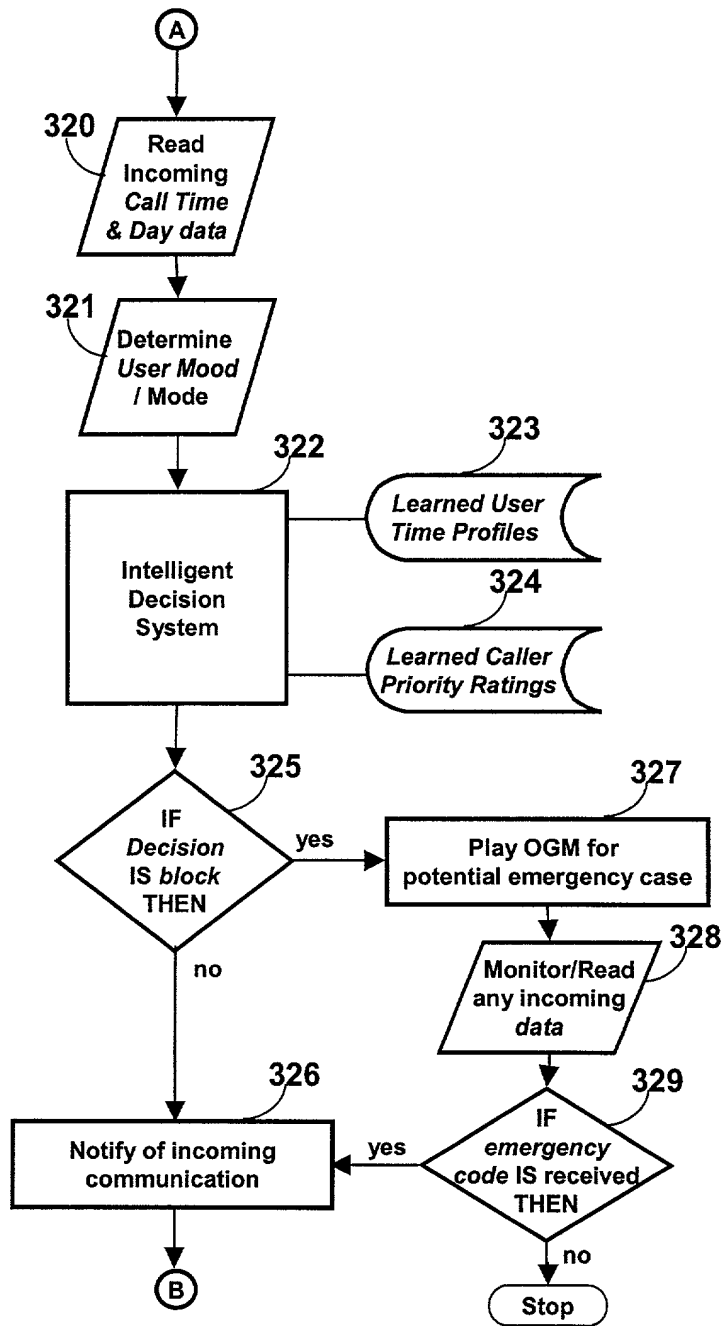 A
320
Read
Incoming
Call Time
& Day data
321
Determine
User Mood
/ Mode
322
323
Learned User
Time Profiles
Intelligent
Decision
System
324
Learned Caller
Priority Ratings
325
IF
Decision
IS block
THEN
yes
no
327
Play OGM for
potential emergency case
328
Monitor/Read
any incoming
data
326
Notify of incoming
communication
329
IF
emergency
code IS received
THEN
yes
no
B
Stop